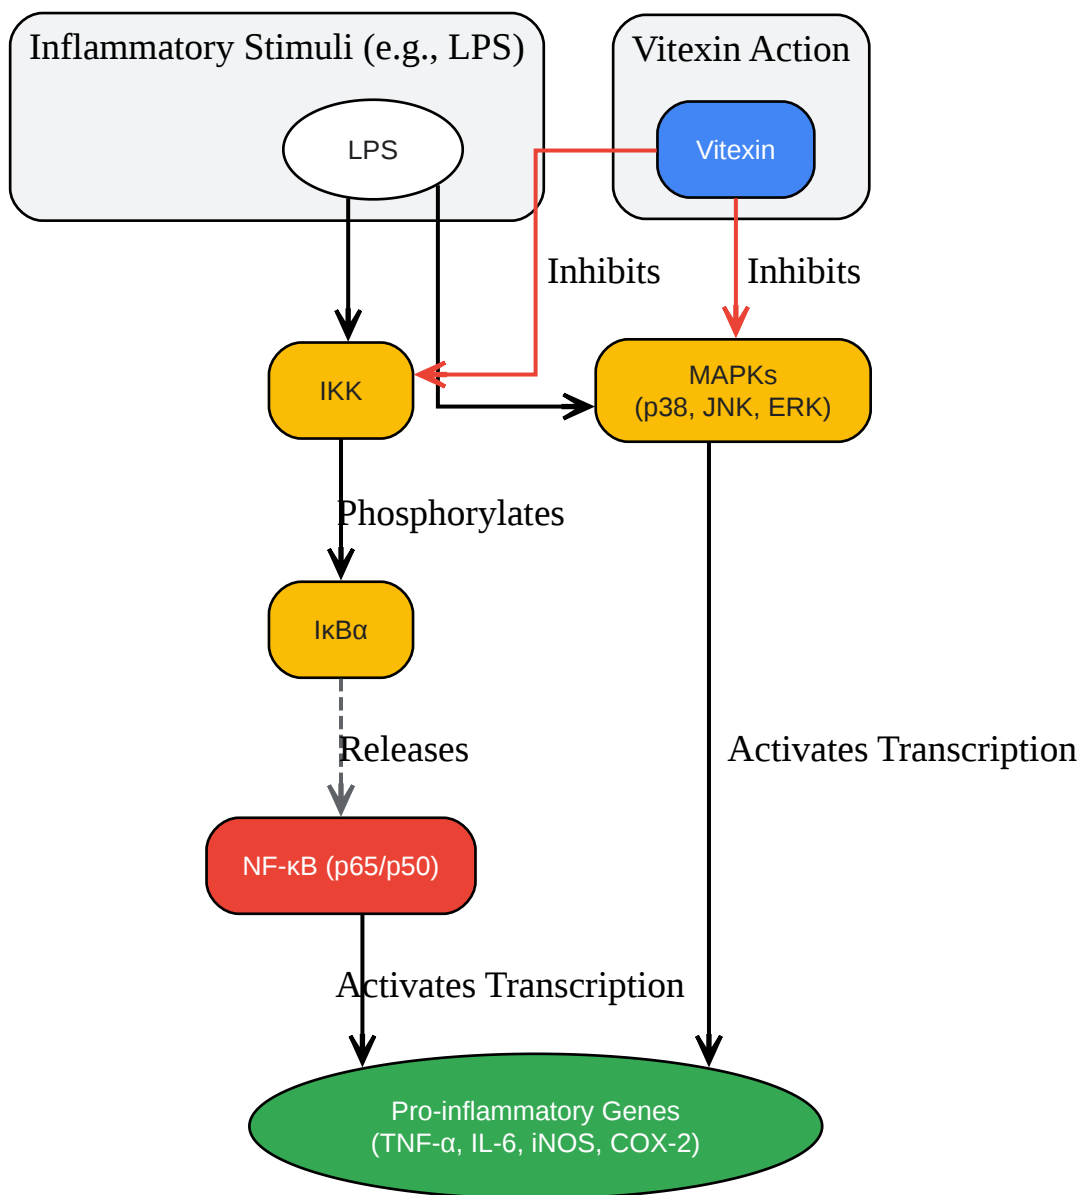 Inflammatory Stimuli (e.g., LPS)
Vitexin Action
LPS
Vitexin
Inhibits
Inhibits
IKK
MAPKs
(p38, JNK, ERK)
Phosphorylates
IκBα
Releases
Activates Transcription
NF-κB (p65/p50)
Activates Transcription
Pro-inflammatory Genes
(TNF-α, IL-6, iNOS, COX-2)